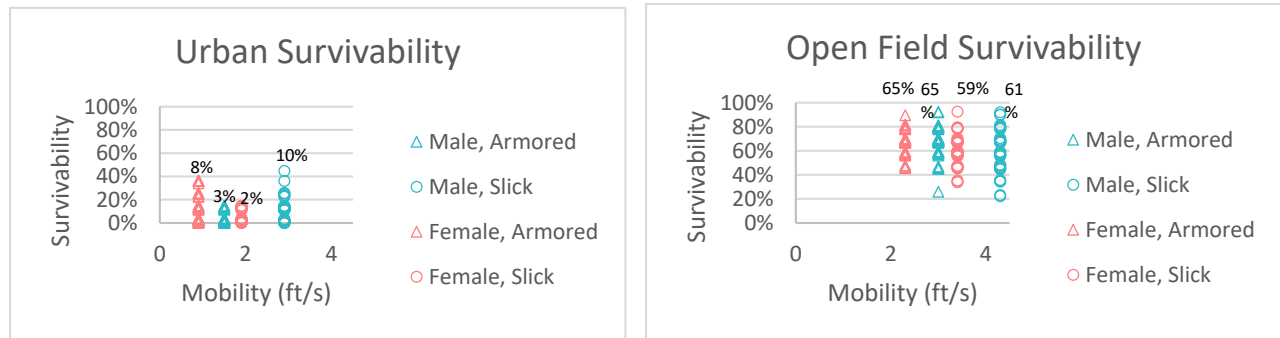 Urban Survivability
Survivability
100%
80%
60%
40%
20%
0%
8%
3%
2%
10%
0
2
4
Mobility (ft/s)
Male, Armored
Male, Slick
Female, Armored
Female, Slick
Open Field Survivability
Survivability
100%
80%
60%
40%
20%
0%
65%
65
%
59%
61
%
0
2
4
Mobility (ft/s)
Male, Armored
Male, Slick
Female, Armored
Female, Slick